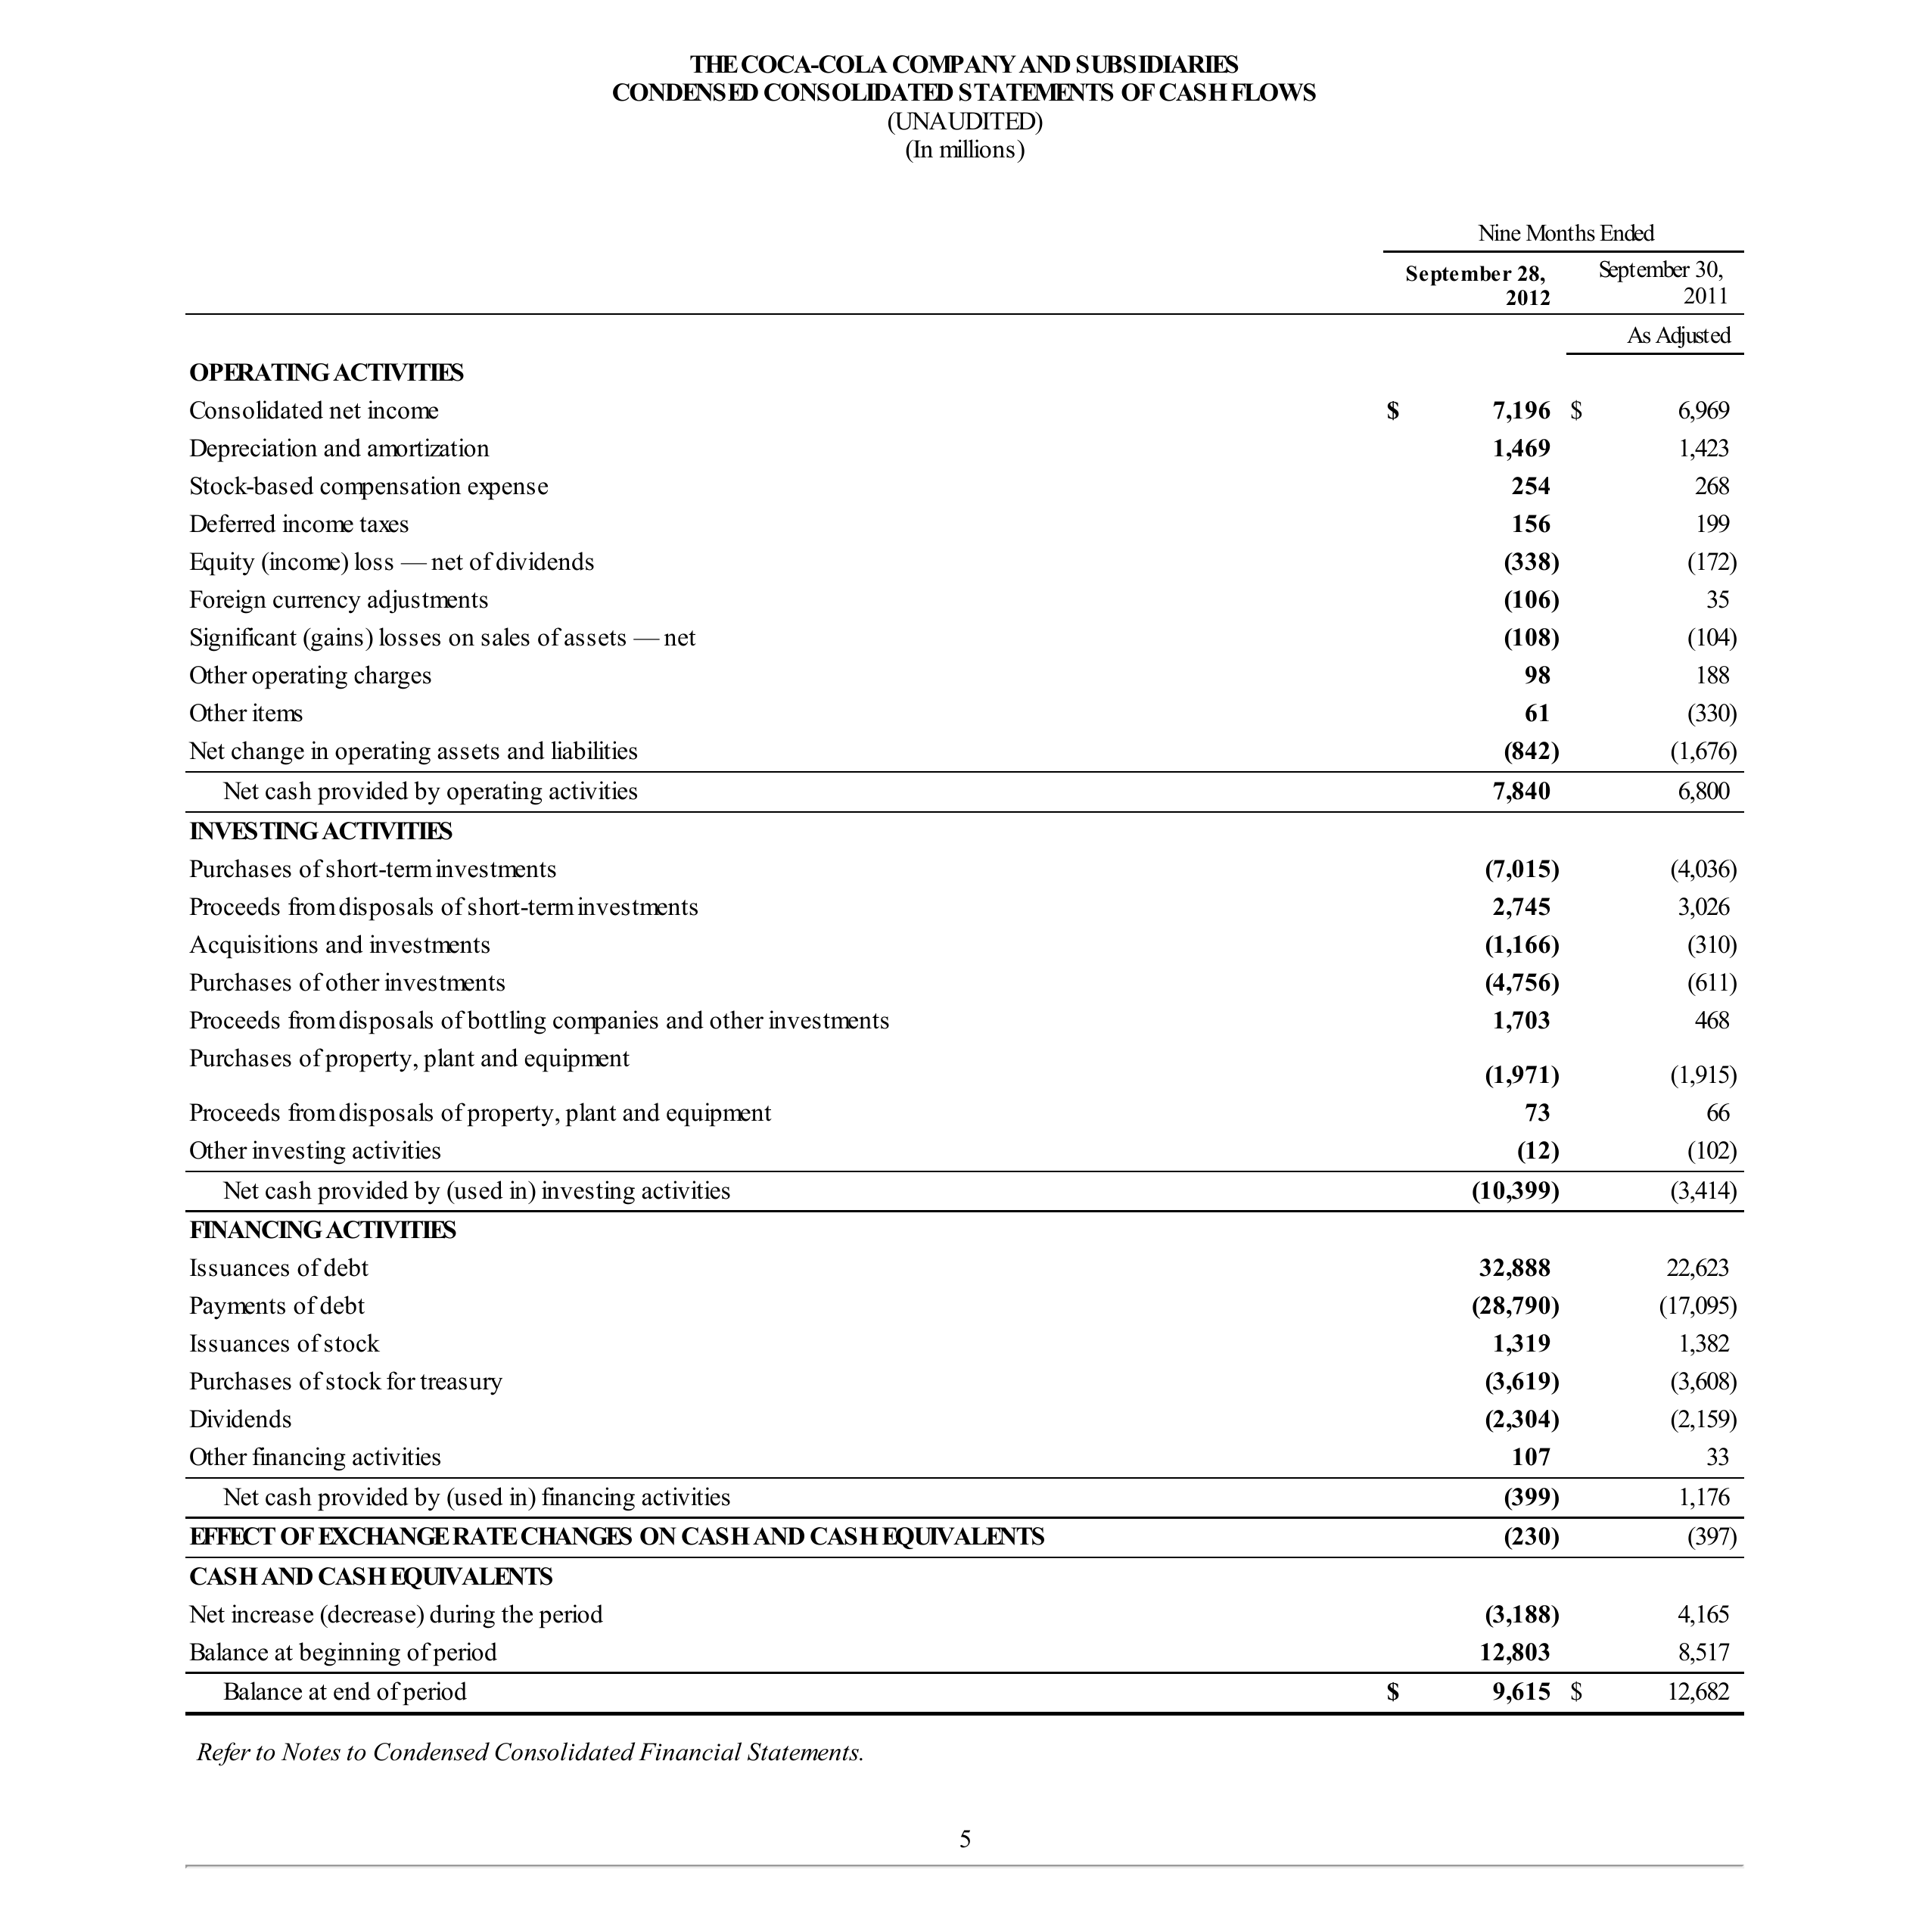 THE COCA-COLA COMPANY AND SUBSIDIARIES
CONDENSED CONSOLIDATED STATEMENTS OF CASH FLOWS
(UNAUDITED)
(In millions)
Nine Months Ended
September 28, 2012 September 30, 2011
As Adjusted
OPERATING ACTIVITIES
Consolidated net income $ 7,196 $ 6,969
Depreciation and amortization 1,469 1,423
Stock-based compensation expense 254 268
Deferred income taxes 156 199
Equity (income) loss — net of dividends (338) (172)
Foreign currency adjustments (106) 35
Significant (gains) losses on sales of assets — net (108) (104)
Other operating charges 98 188
Other items 61 (330)
Net change in operating assets and liabilities (842) (1,676)
Net cash provided by operating activities 7,840 6,800
INVESTING ACTIVITIES
Purchases of short-term investments (7,015) (4,036)
Proceeds from disposals of short-term investments 2,745 3,026
Acquisitions and investments (1,166) (310)
Purchases of other investments (4,756) (611)
Proceeds from disposals of bottling companies and other investments 1,703 468
Purchases of property, plant and equipment (1,971) (1,915)
Proceeds from disposals of property, plant and equipment 73 66
Other investing activities (12) (102)
Net cash provided by (used in) investing activities (10,399) (3,414)
FINANCING ACTIVITIES
Issuances of debt 32,888 22,623
Payments of debt (28,790) (17,095)
Issuances of stock 1,319 1,382
Purchases of stock for treasury (3,619) (3,608)
Dividends (2,304) (2,159)
Other financing activities 107 33
Net cash provided by (used in) financing activities (399) 1,176
EFFECT OF EXCHANGE RATE CHANGES ON CASH AND CASH EQUIVALENTS (230) (397)
CASH AND CASH EQUIVALENTS
Net increase (decrease) during the period (3,188) 4,165
Balance at beginning of period 12,803 8,517
Balance at end of period $ 9,615 $ 12,682
Refer to Notes to Condensed Consolidated Financial Statements.
5